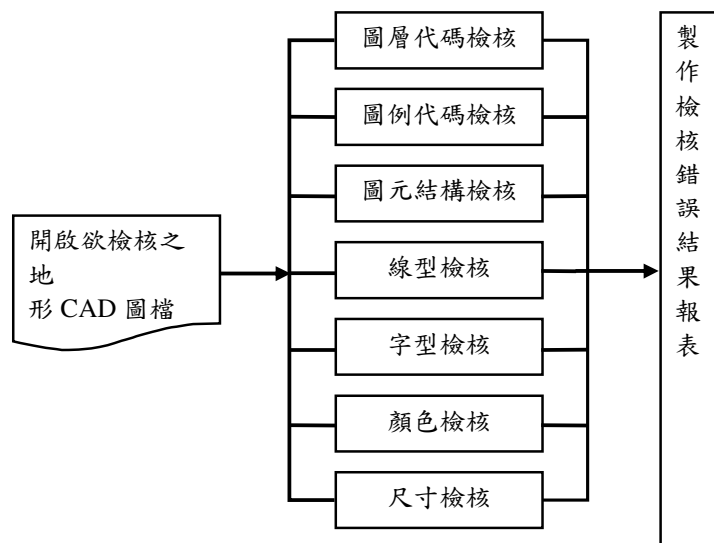 開啟欲檢核之
地
形 CAD 圖檔
圖層代碼檢核
圖例代碼檢核
圖元結構檢核
線型檢核
字型檢核
顏色檢核
尺寸檢核
製作檢核錯誤結果報表